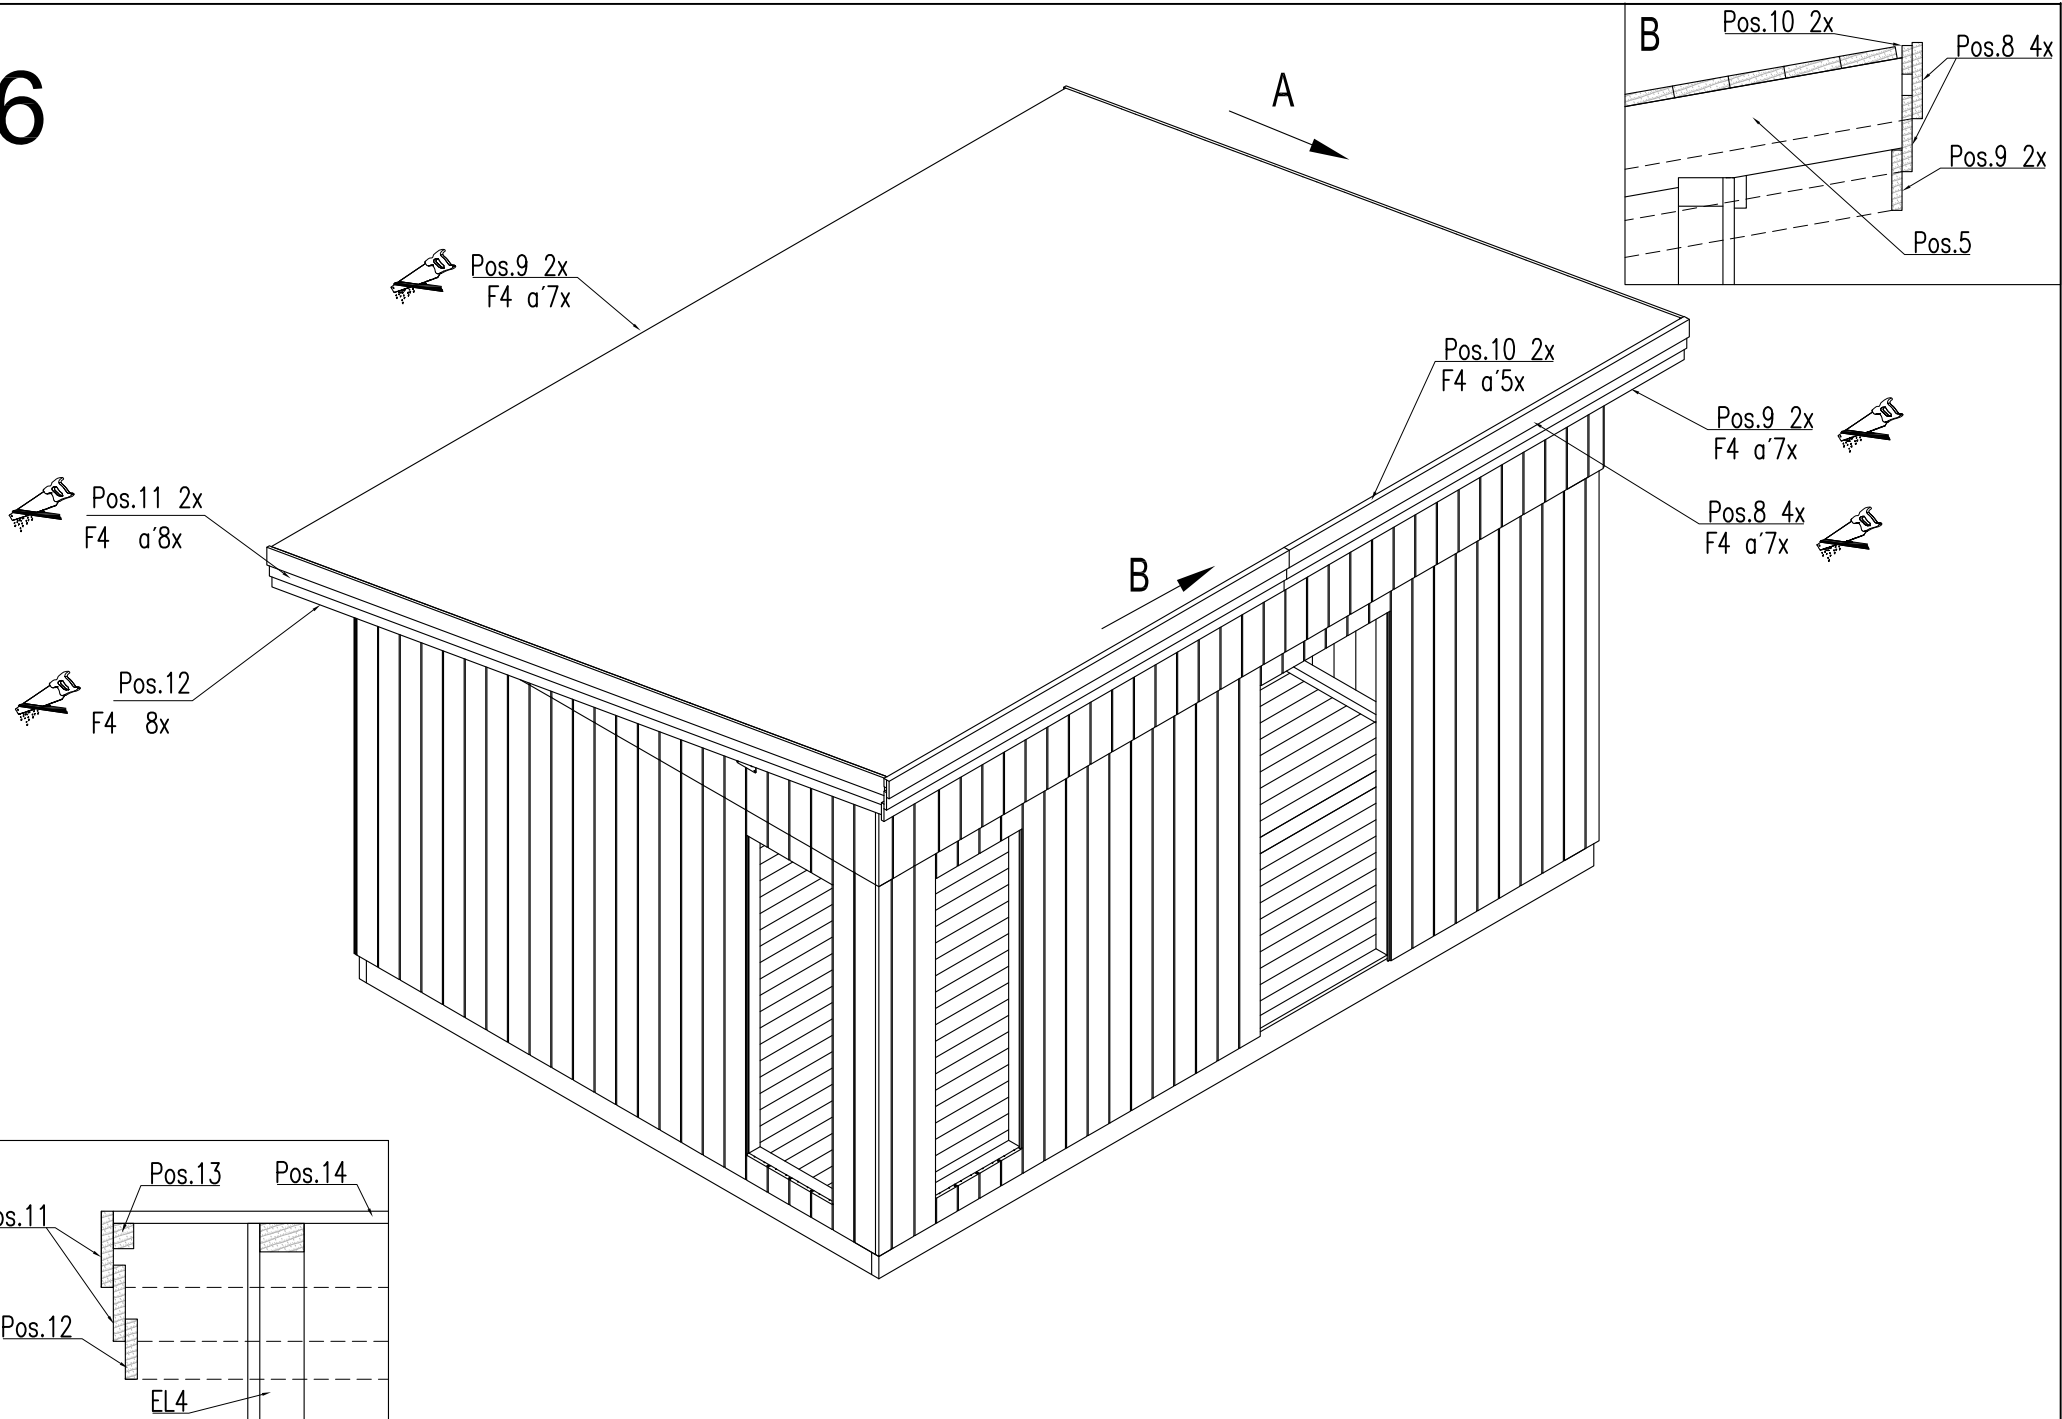 6
A
B
Pos.10 2x
Pos.8 4x
Pos.9 2x
Pos.5
Pos.9 2x
F4 a´7x
Pos.10 2x
F4 a´5x
Pos.9 2x
F4 a´7x
Pos.11 2x
F4 a´8x
Pos.8 4x
F4 a´7x
B
Pos.12
F4 8x
Pos.13
Pos.14
os.11
Pos.12
EL4